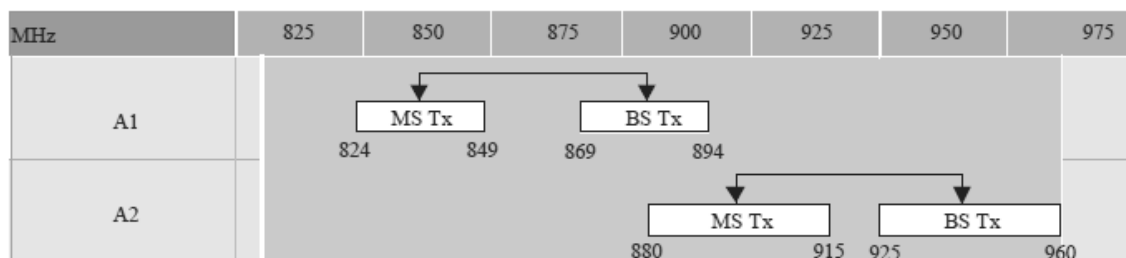 MHz 825 850 875 900 925 950 975
A1 MS Tx BS Tx
824 849 869 894
A2 MS Tx BS Tx
880 915 925 960